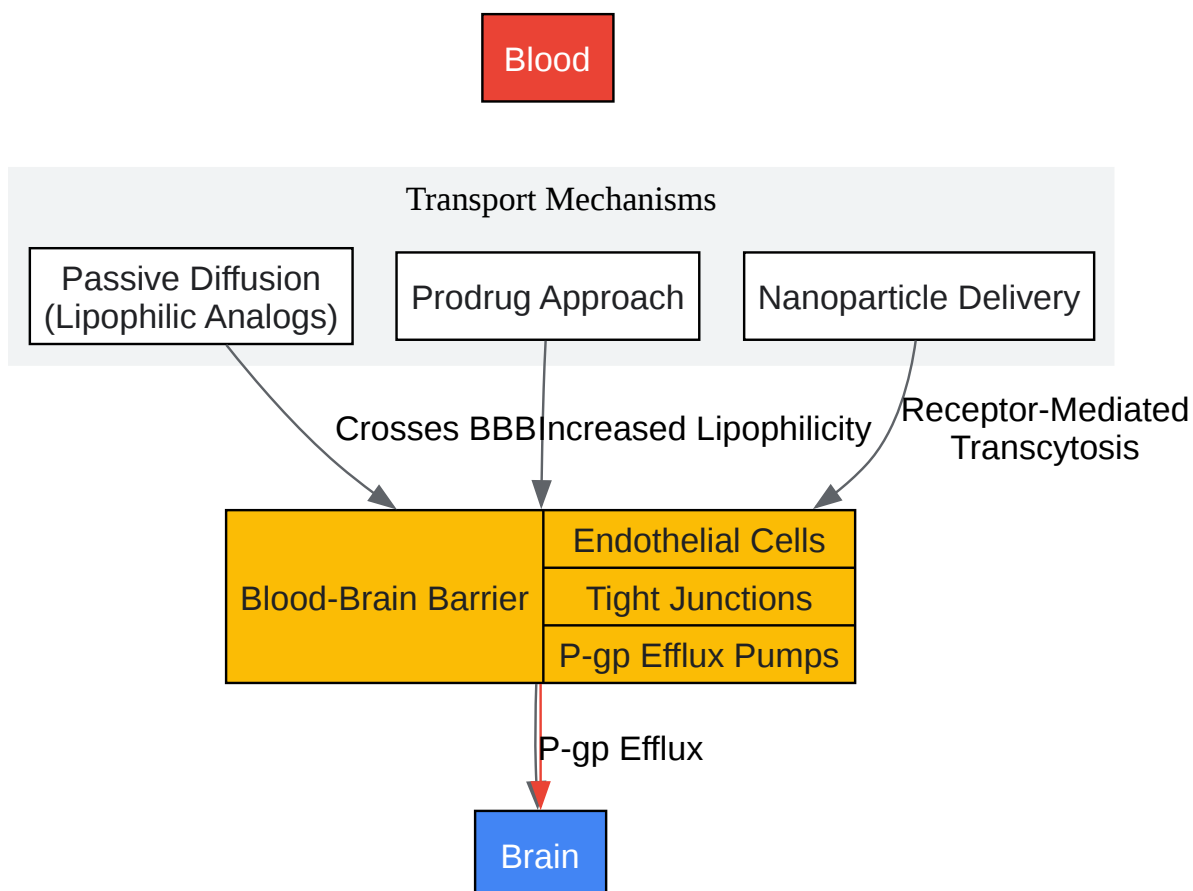 Blood
Transport Mechanisms
Passive Diffusion
(Lipophilic Analogs)
Prodrug Approach
Nanoparticle Delivery
Crosses BBB
Increased Lipophilicity
Receptor-Mediated
Transcytosis
Blood-Brain Barrier
Endothelial Cells
Tight Junctions
P-gp Efflux Pumps
P-gp Efflux
Brain